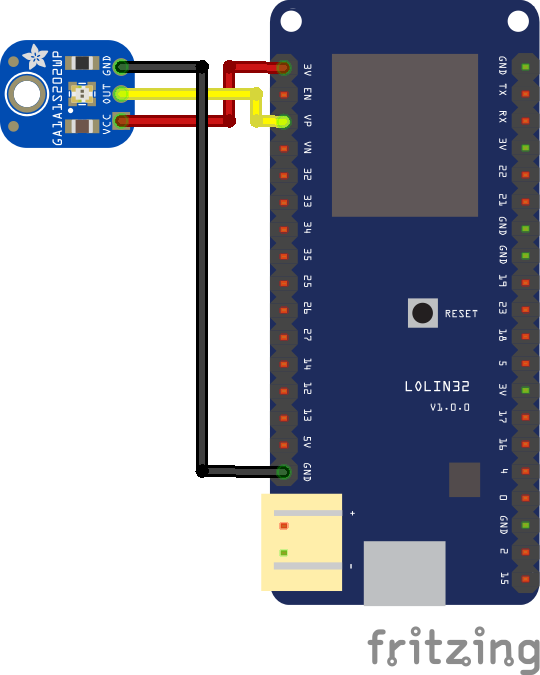 GND
OUT
VCC
GA1A1S202WP
3V
EN
VP
VN
32
33
34
35
25
26
27
14
12
13
5V
GND
GND
TX
RX
3V
22
21
GND
GND
19
23
18
5
3V
17
16
4
0
GND
2
15
RESET
LOLIN32
V1.0.0
+
-
fritzing